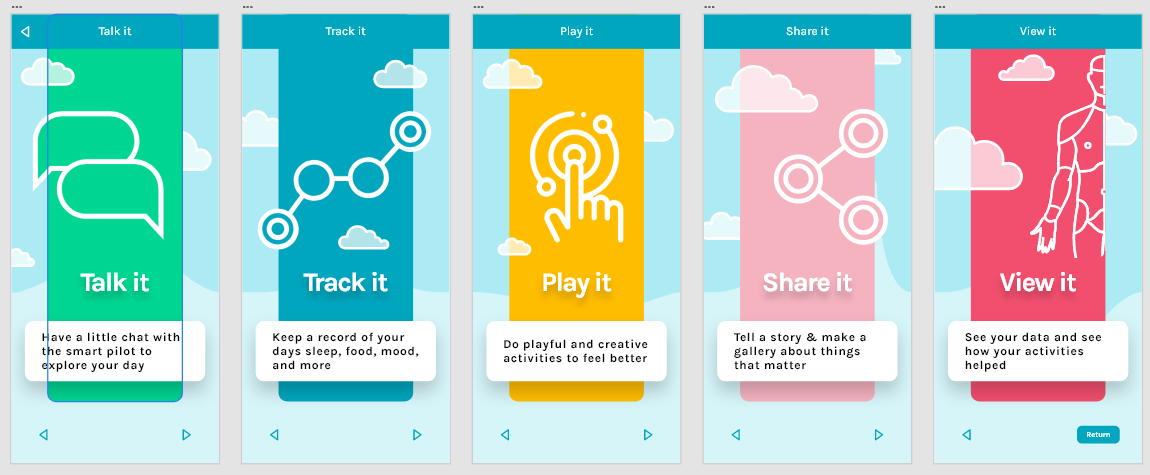 Talk it
Talk it
Have a little chat with
the smart pilot to
explore your day
Track it
Track it
Keep a record of your
days sleep, food, mood,
and more
Play it
Play it
Do playful and creative
activities to feel better
Share it
Share it
Tell a story & make a
gallery about things
that matter
View it
View it
See your data and see
how your activities
helped
Return